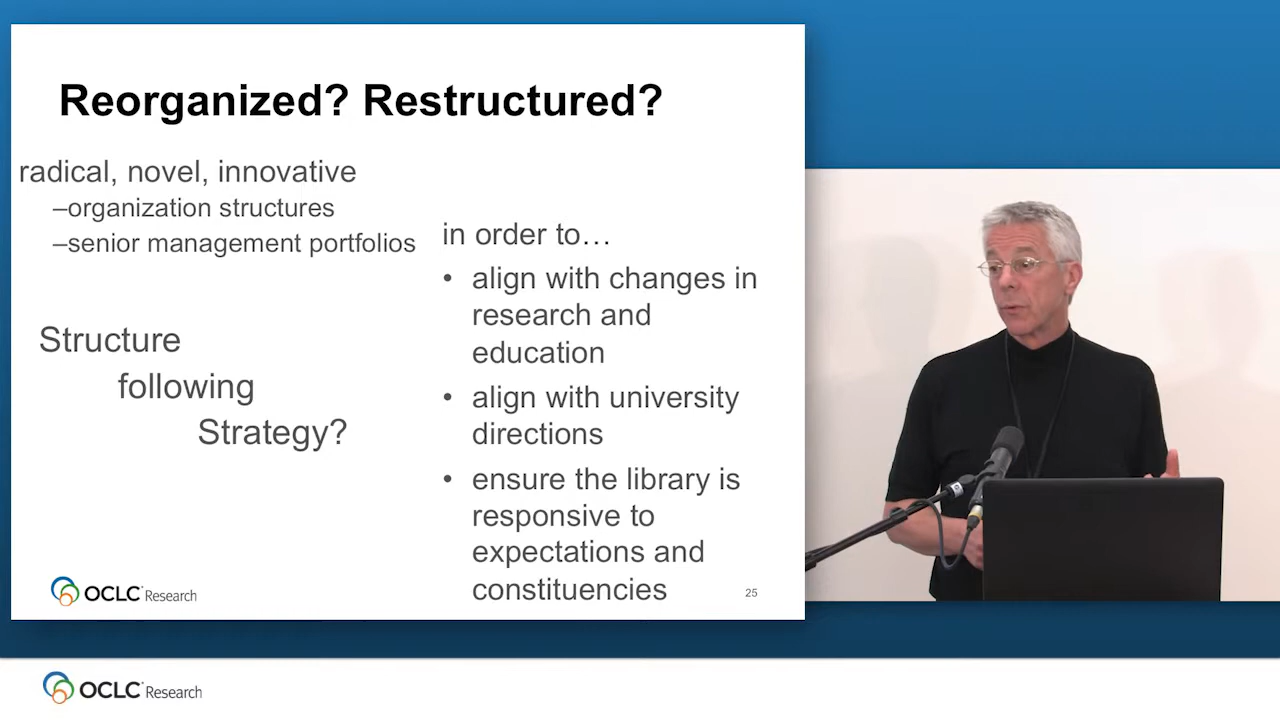 Reorganized? Restructured?
radical, novel, innovative
–organization structures
–senior management portfolios
Structure
following
Strategy?
in order to…
• align with changes in
research and
education
• align with university
directions
• ensure the library is
responsive to
expectations and
constituencies
OCLC Research
25
OCLC Research